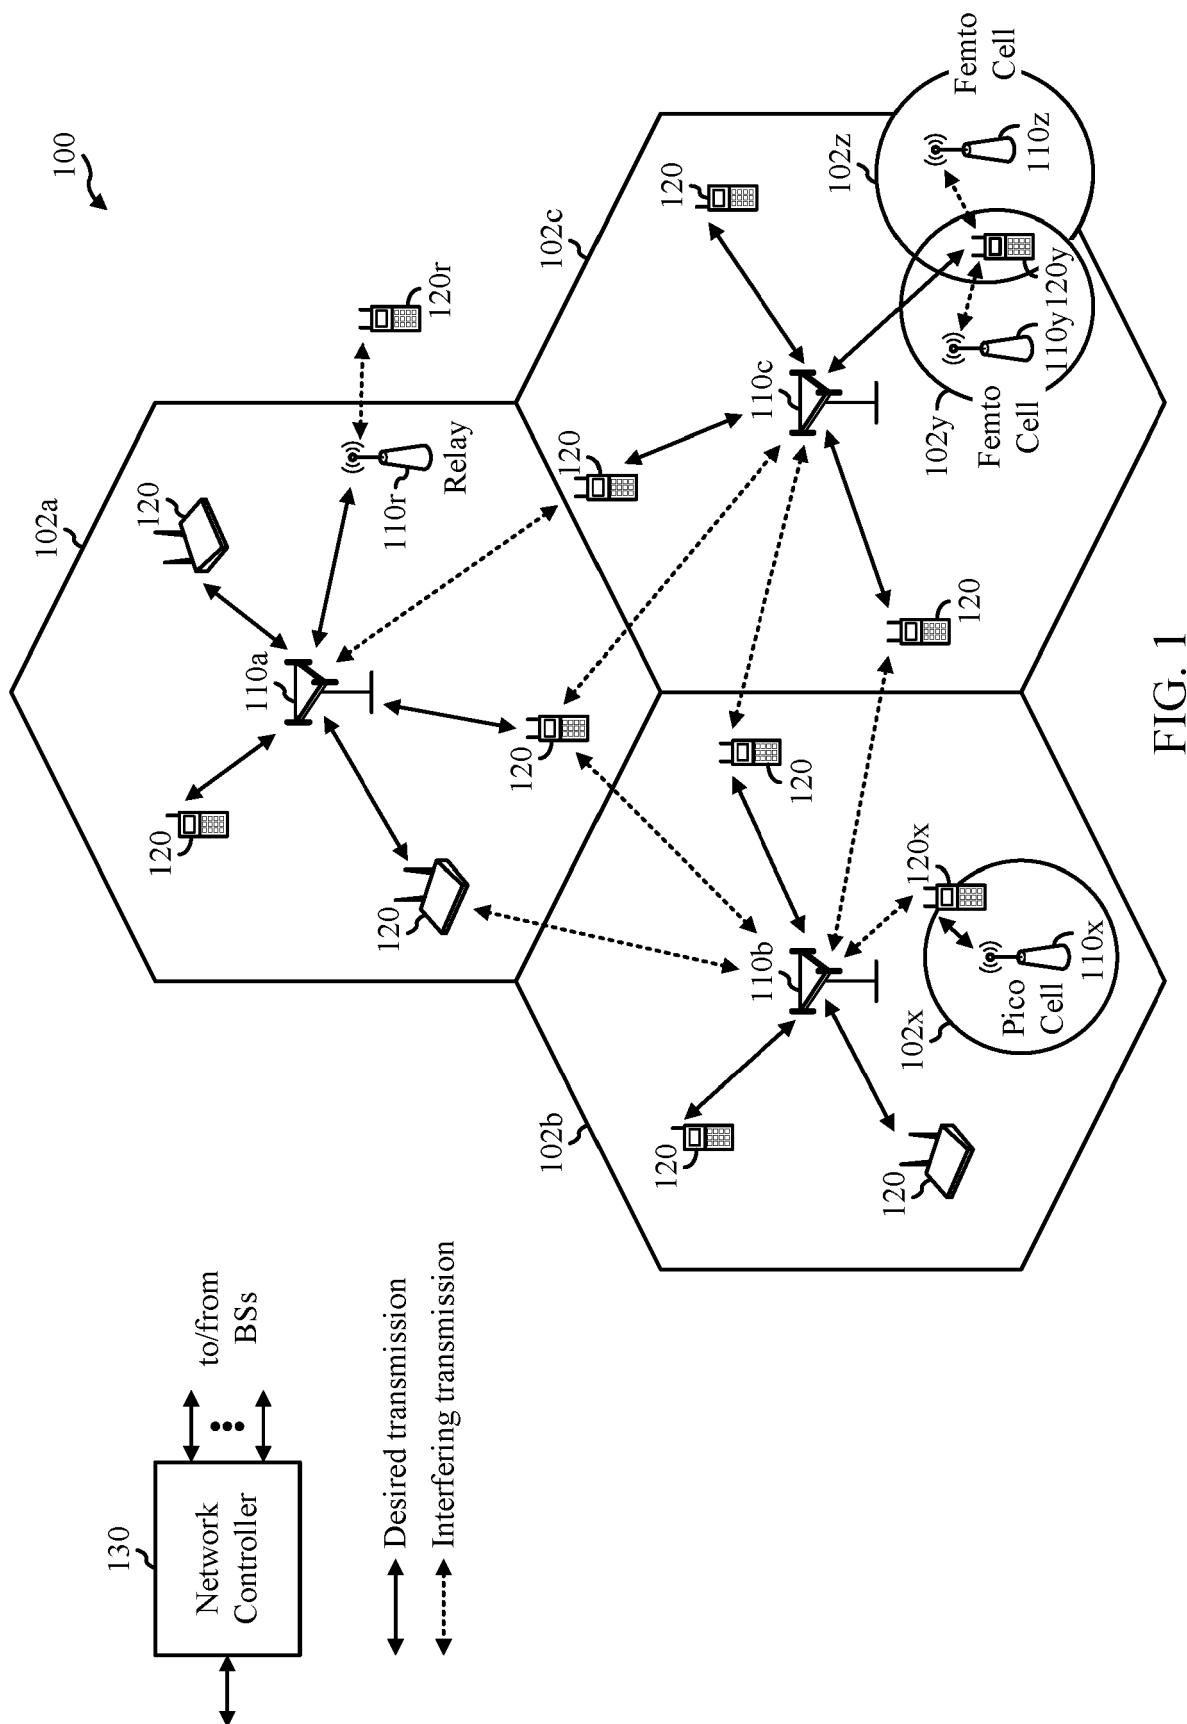 100
130
Network
Controller
to/from
BSs
Desired transmission
Interfering transmission
102a
120
120
110a
110r
Relay
120r
120
120
102b
120
110b
120
120
120x
102x
Pico
Cell
110x
102c
120
120
110c
120
102y
Femto
Cell
110y
120y
102z
Femto
Cell
110z
FIG. 1